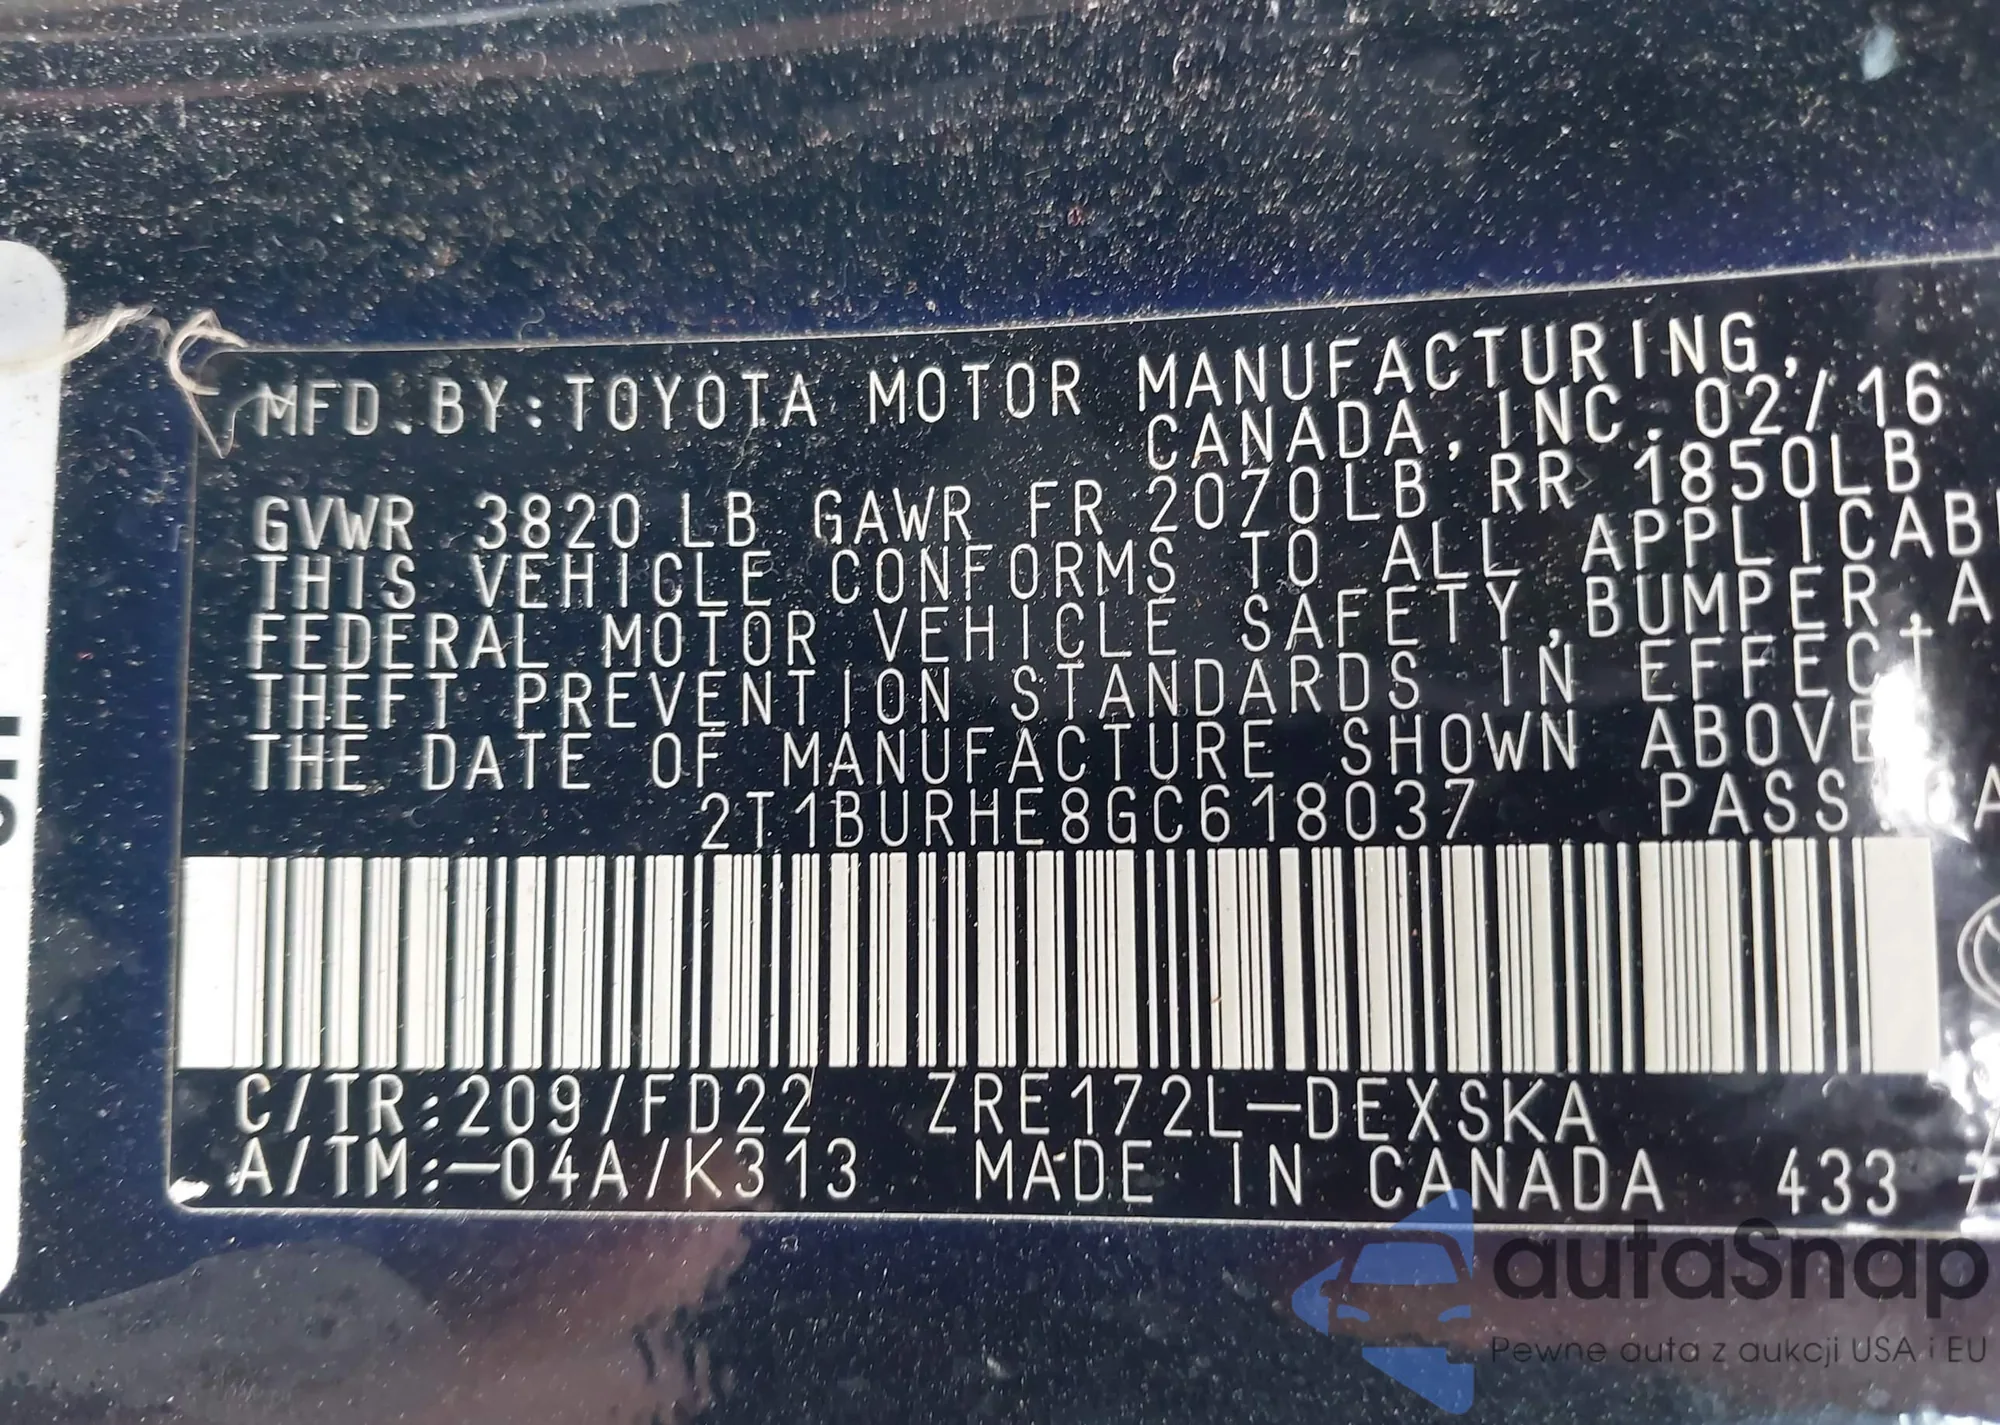 MFD. BY: TOYOTA MOTOR MANUFACTURING,
CANADA, INC. 02/16
GVWR 3820 LB GAWR FR 2070LB RR 1850LB
THIS VEHICLE CONFORMS TO ALL APPLICABL
FEDERAL MOTOR VEHICLE SAFETY, BUMPER, A
THEFT PREVENTION STANDARDS IN EFFECT
THE DATE OF MANUFACTURE SHOWN ABOVE
2T1BURHE8GC618037
C/TR:209/FD22 ZRE172L-DEXSKA
A/TM:-04A/K313 MADE IN CANADA 433
autaSnap
Pewne auta z aukcji USA i EU